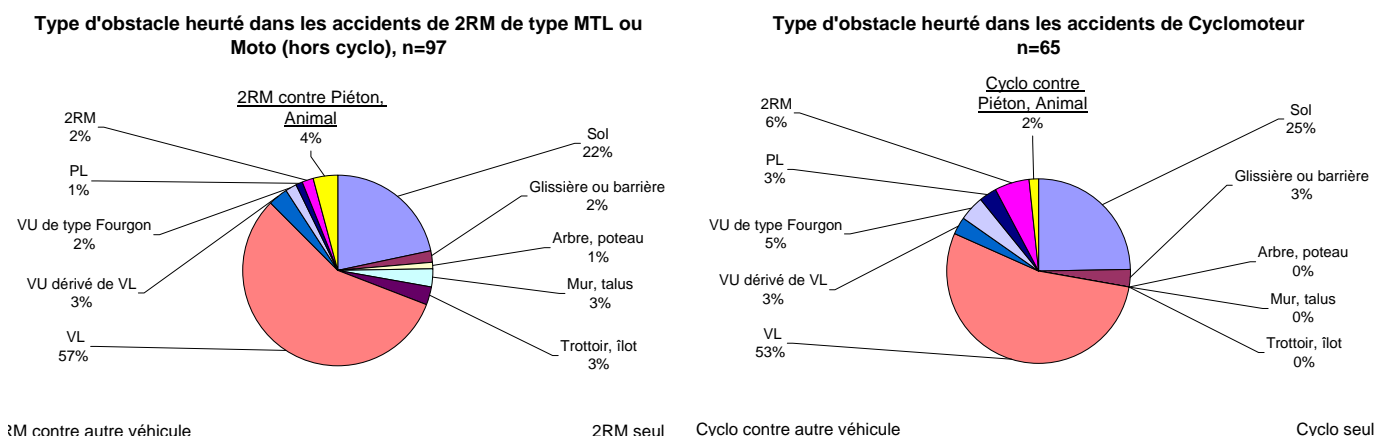 Type d'obstacle heurté dans les accidents de 2RM de type MTL ou
Moto (hors cyclo), n=97
2RM contre Piéton,
Animal
4%
2RM
2%
PL
1%
VU de type Fourgon
2%
VU dérivé de VL
3%
VL
57%
Sol
22%
Glissière ou barrière
2%
Arbre, poteau
1%
Mur, talus
3%
Trottoir, îlot
3%
RM contre autre véhicule
2RM seul
Type d'obstacle heurté dans les accidents de Cyclomoteur
n=65
Cyclo contre
Piéton, Animal
2%
2RM
6%
PL
3%
VU de type Fourgon
5%
VU dérivé de VL
3%
VL
53%
Sol
25%
Glissière ou barrière
3%
Arbre, poteau
0%
Mur, talus
0%
Trottoir, îlot
0%
Cyclo contre autre véhicule
Cyclo seul